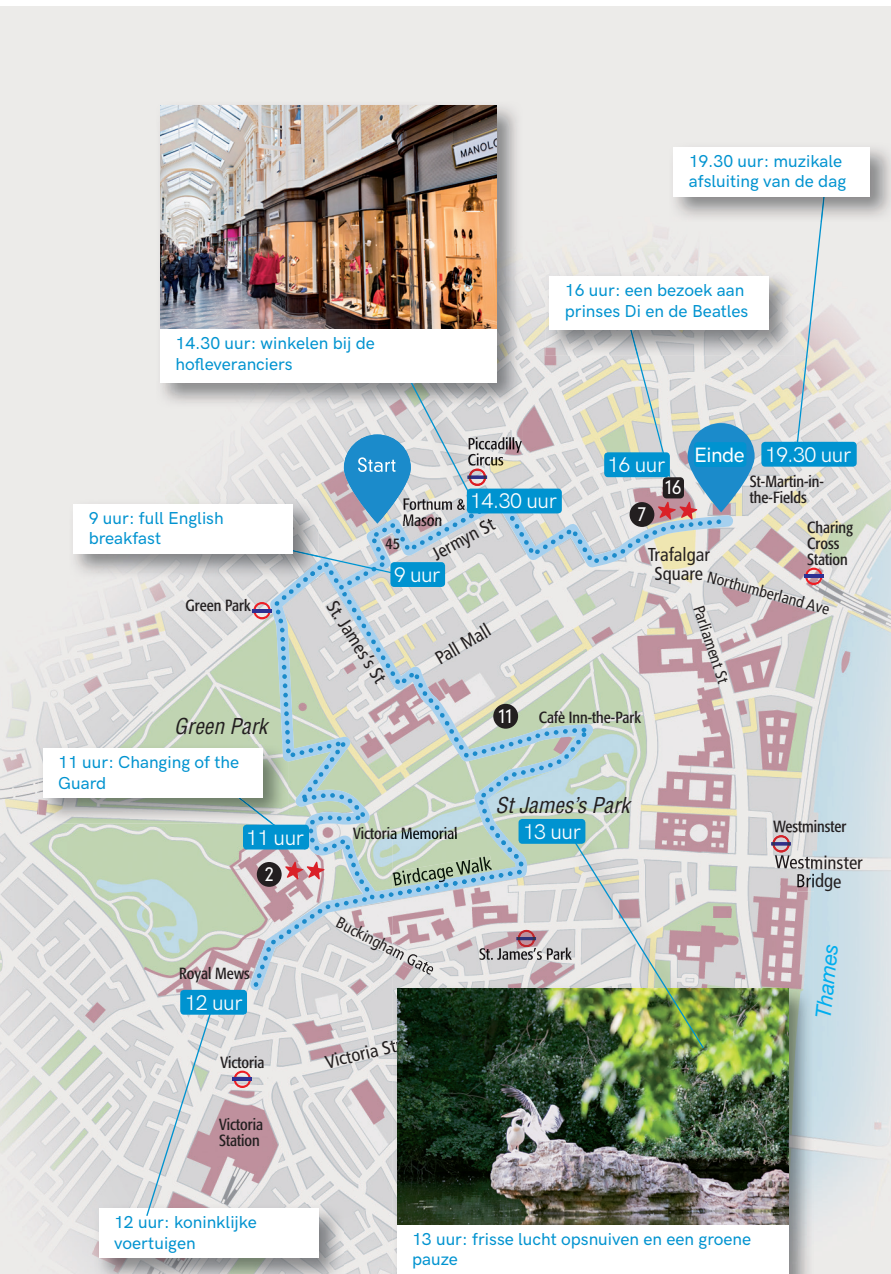 MANOLO
19.30 uur: muzikale
afsluiting van de dag
16 uur: een bezoek aan
prinses Di en de Beatles
14.30 uur: winkelen bij de
hofleveranciers
Piccadilly
Circus
Start
Einde
19.30 uur
16 uur
16
St-Martin-in-
the-Fields
Fortnum &
Mason
14.30 uur
7
9 uur: full English
breakfast
45
Jermyn St
Charing
Cross
Station
Trafalgar
Square
9 uur
Northumberland Ave
Green Park
St. James's St
Parliament St
Pall Mall
11
Cafè Inn-the-Park
Green Park
11 uur: Changing of the
Guard
St James's Park
11 uur
Victoria Memorial
13 uur
Westminster
Westminster
Bridge
2
Birdcage Walk
Buckingham Gate
St. James's Park
Royal Mews
12 uur
Thames
Victoria St
Victoria
Victoria
Station
12 uur: koninklijke
voertuigen
13 uur: frisse lucht opsnuiven en een groene
pauze